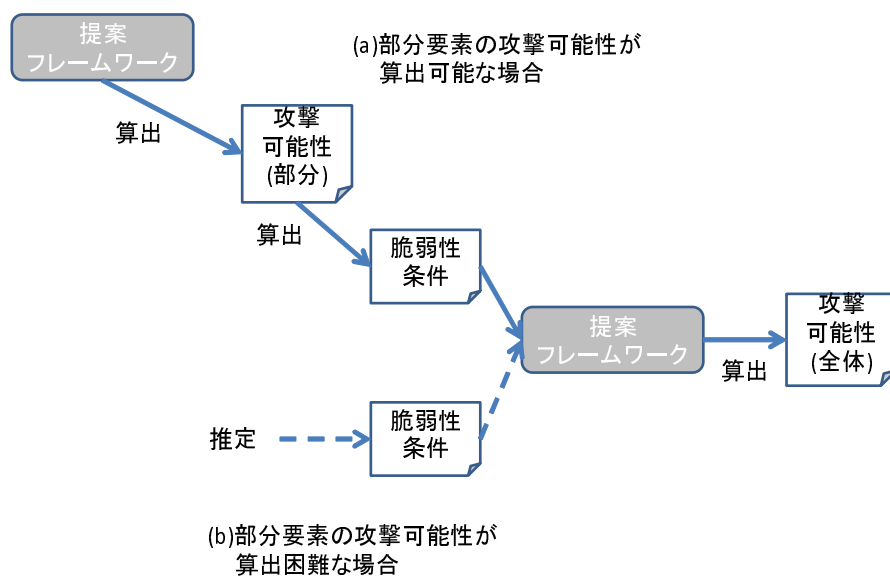 提案
フレームワーク
(a)部分要素の攻撃可能性が
算出可能な場合
算出
攻撃
可能性
(部分)
算出
脆弱性
条件
提案
フレームワーク
算出
攻撃
可能性
(全体)
推定
脆弱性
条件
(b)部分要素の攻撃可能性が
算出困難な場合